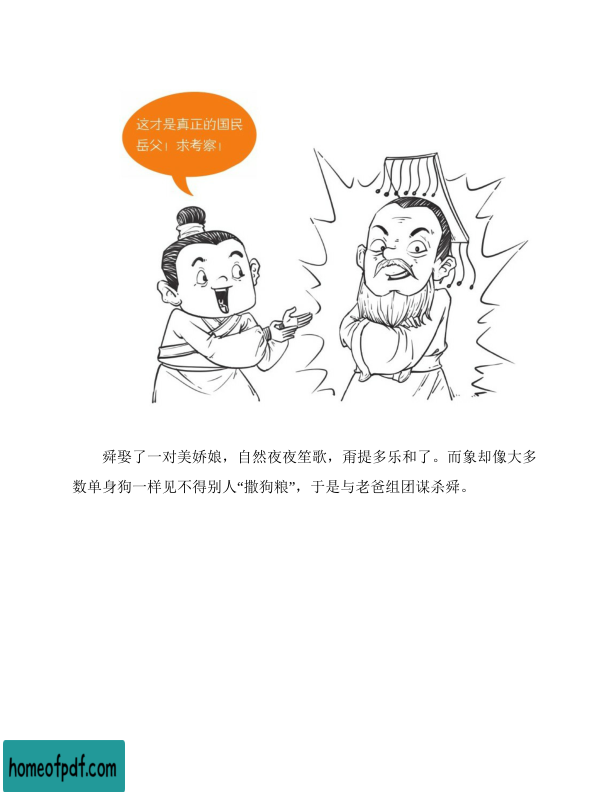 这才是真正的国民
岳父！求考察！
舜娶了一对美娇娘，自然夜夜笙歌，甭提多乐和了。而象却像大多
数单身狗一样见不得别人“撒狗粮”，于是与老爸组团谋杀舜。
homeofpdf.com